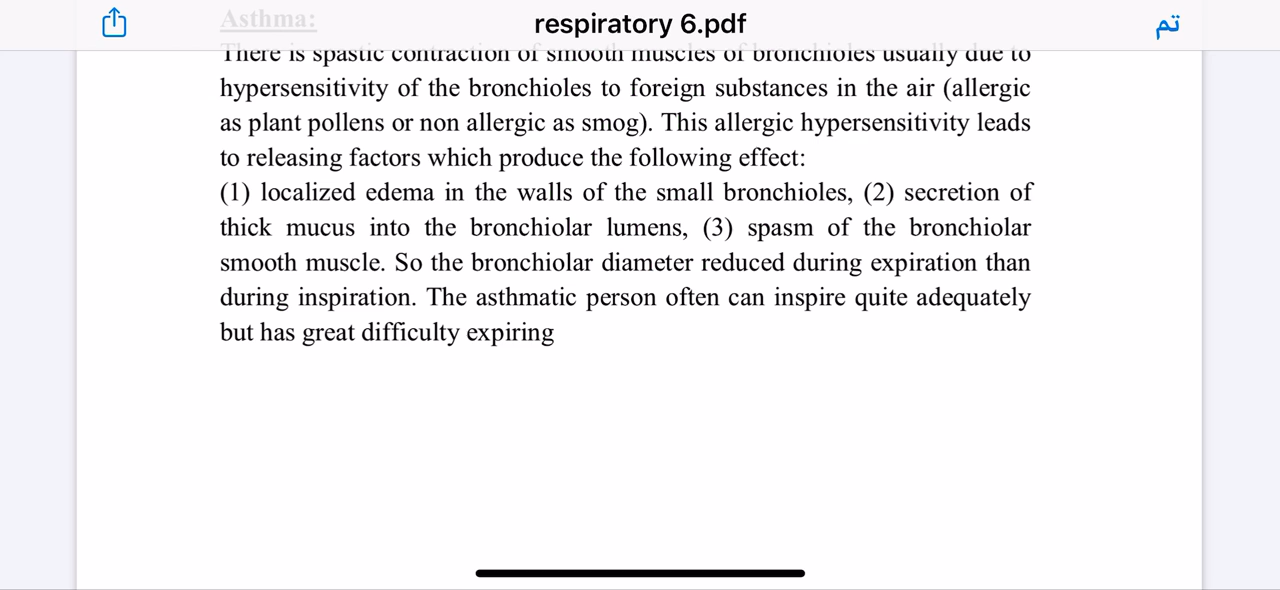 respiratory 6.pdf
تم
Asthma:
There is spastic contraction of smooth muscles of bronchioles usually due to
hypersensitivity of the bronchioles to foreign substances in the air (allergic
as plant pollens or non allergic as smog). This allergic hypersensitivity leads
to releasing factors which produce the following effect:
(1) localized edema in the walls of the small bronchioles, (2) secretion of
thick mucus into the bronchiolar lumens, (3) spasm of the bronchiolar
smooth muscle. So the bronchiolar diameter reduced during expiration than
during inspiration. The asthmatic person often can inspire quite adequately
but has great difficulty expiring